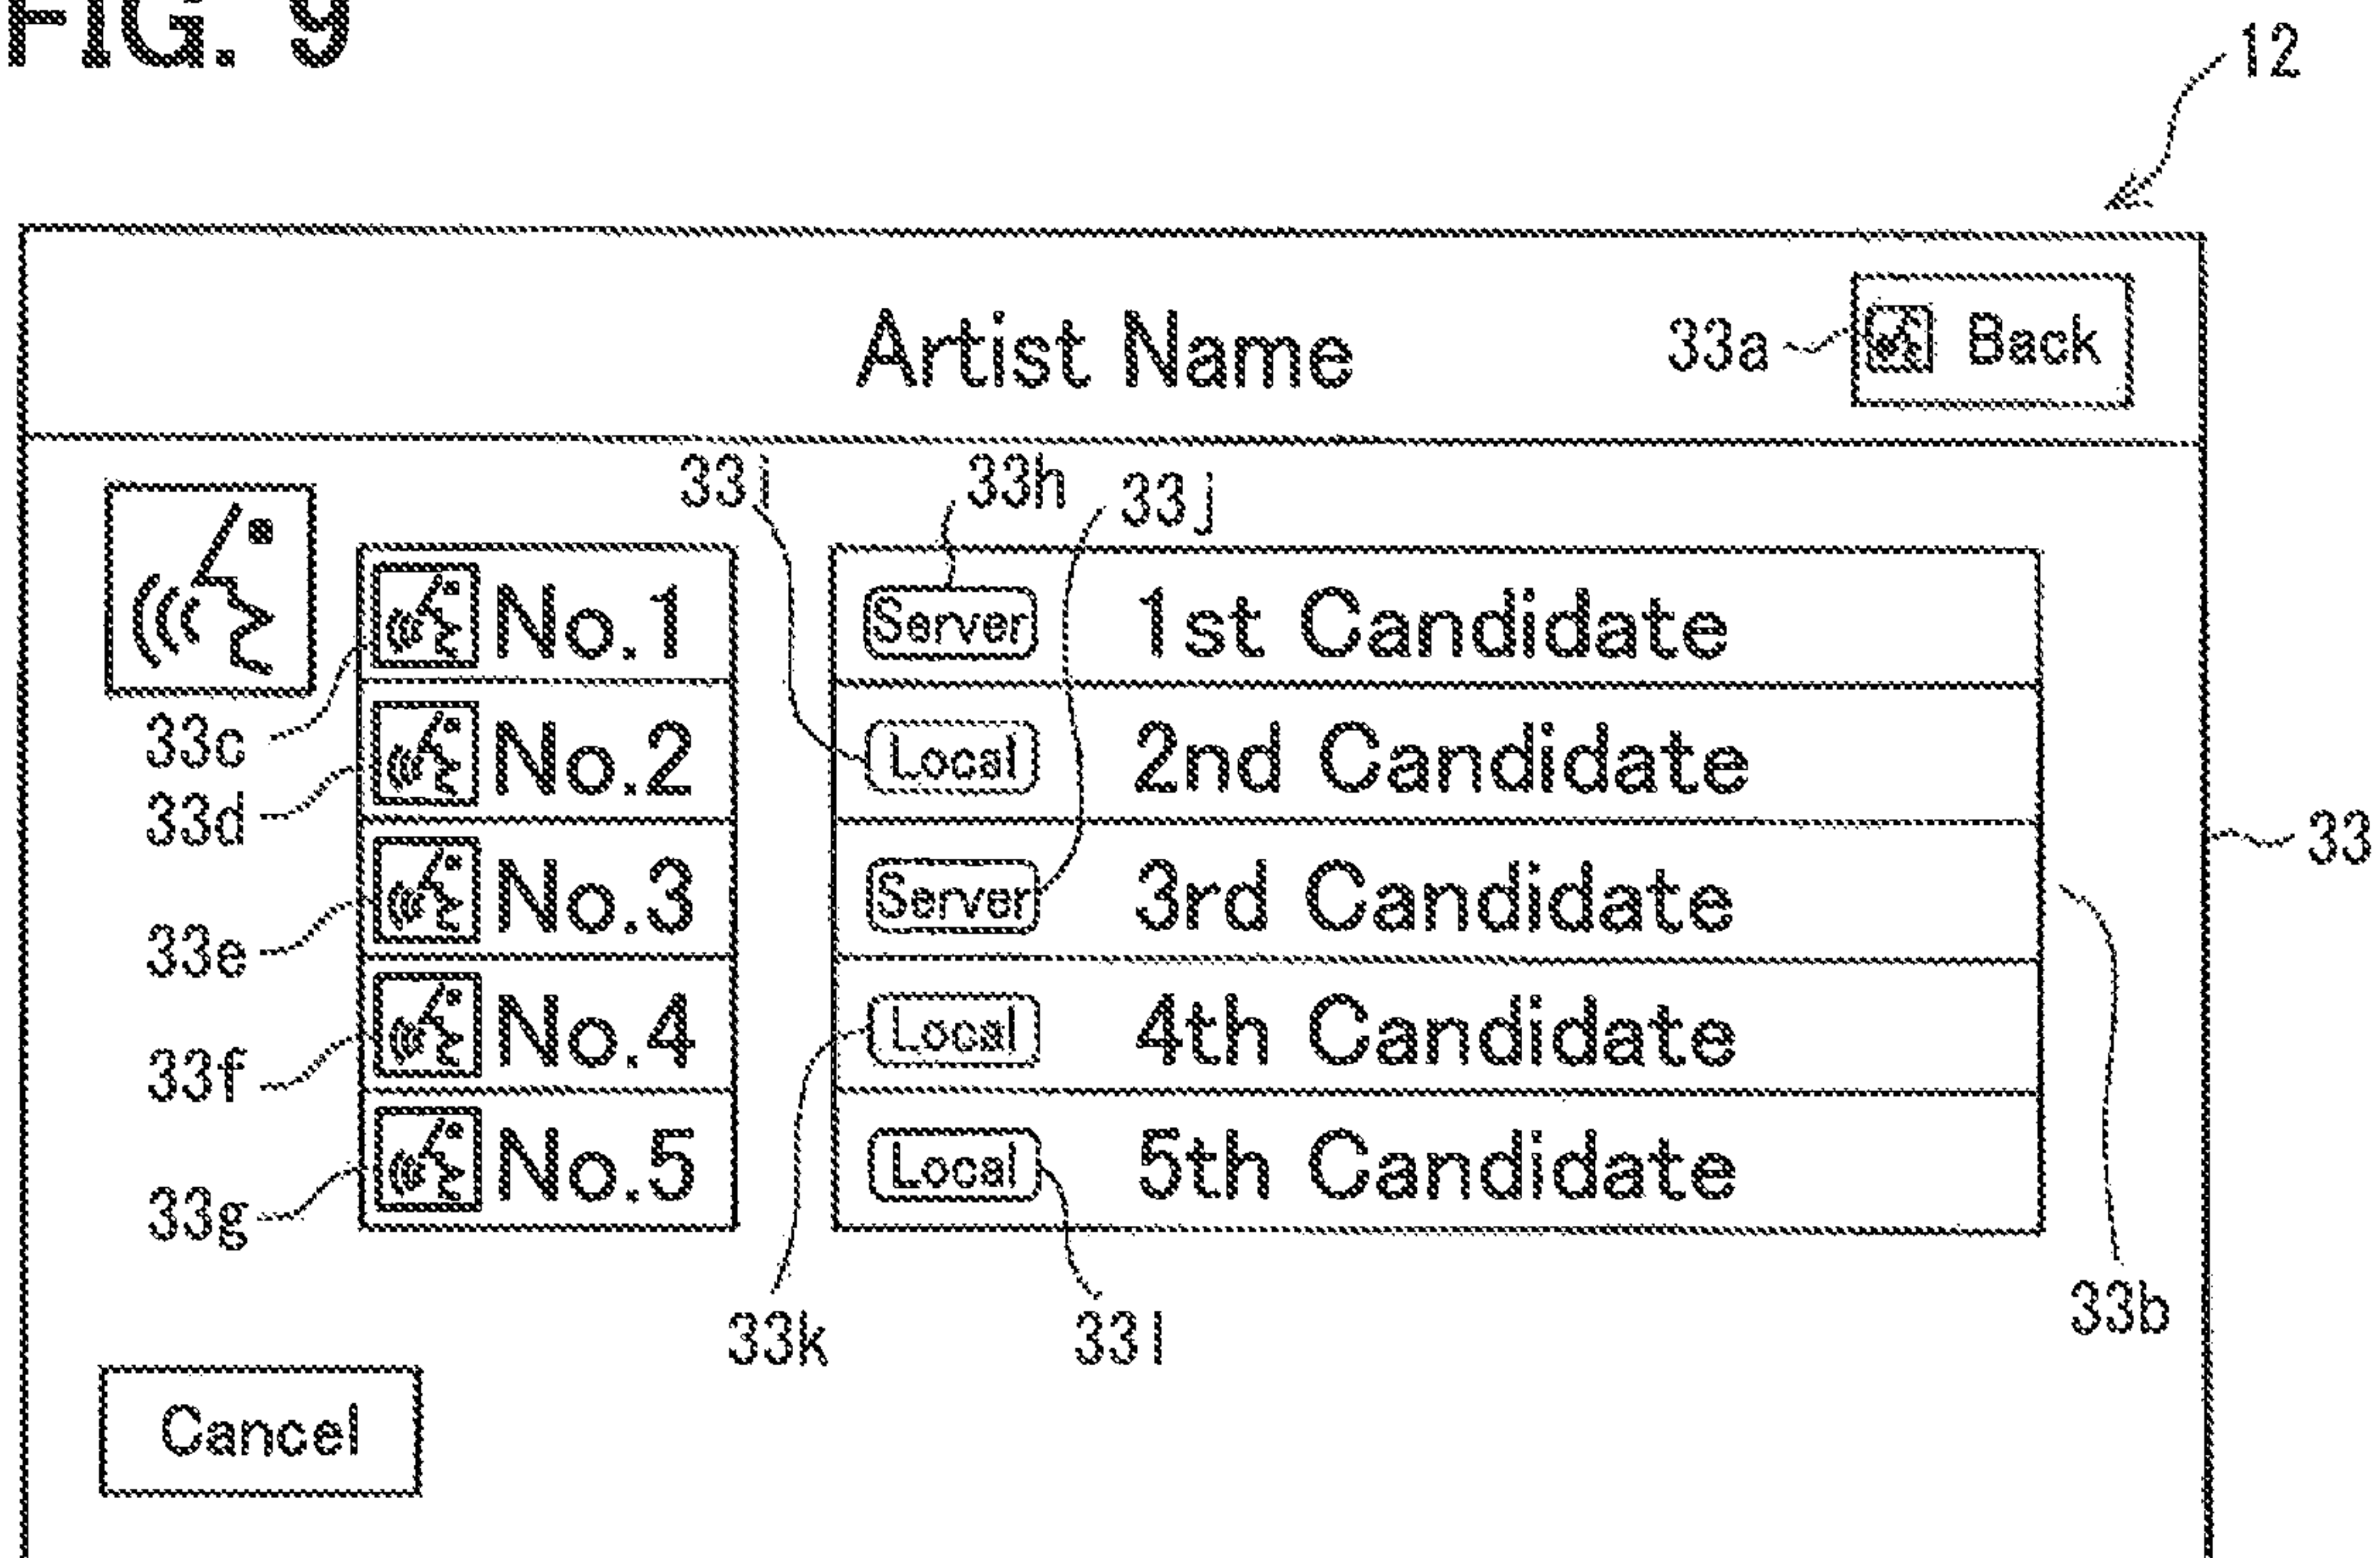 FIG. 9
12
Artist Name
33a
Back
33i
33h
33j
No.1
Server
1st Candidate
33c
No.2
Local
2nd Candidate
33d
33
No.3
Server
3rd Candidate
33e
No.4
Local
4th Candidate
33f
No.5
Local
5th Candidate
33g
33k
33l
33b
Cancel